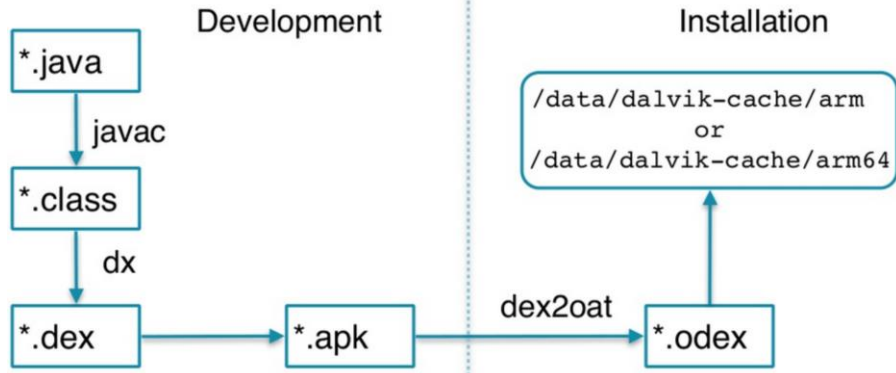 Development
Installation
*.java
javac
*.class
dx
*.dex
*.apk
dex2oat
*.odex
/data/dalvik-cache/arm
or
/data/dalvik-cache/arm64